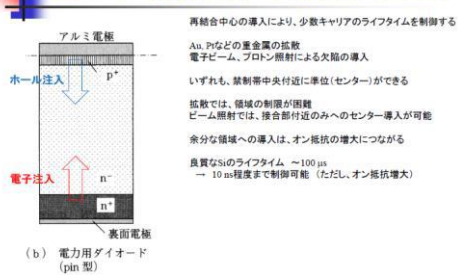 再結合中心の導入により、少数キャリアのライフタイムを制御する
Au, Ptなどの重金属の拡散
電子ビーム、プロトン照射による欠陥の導入
いずれも、禁制帯中央付近に準位(センター)ができる
拡散では、領域の制限が困難
ビーム照射では、接合部付近のみへのセンター導入が可能
余分な領域への導入は、オン抵抗の増大につながる
良質なSiのライフタイム ~100 μs
→ 10 ns程度まで制御可能(ただし、オン抵抗増大)
アルミ電極
p⁺
ホール注入
電子注入
n⁻
n⁺
裏面電極
(b) 電力用ダイオード
(pin 型)